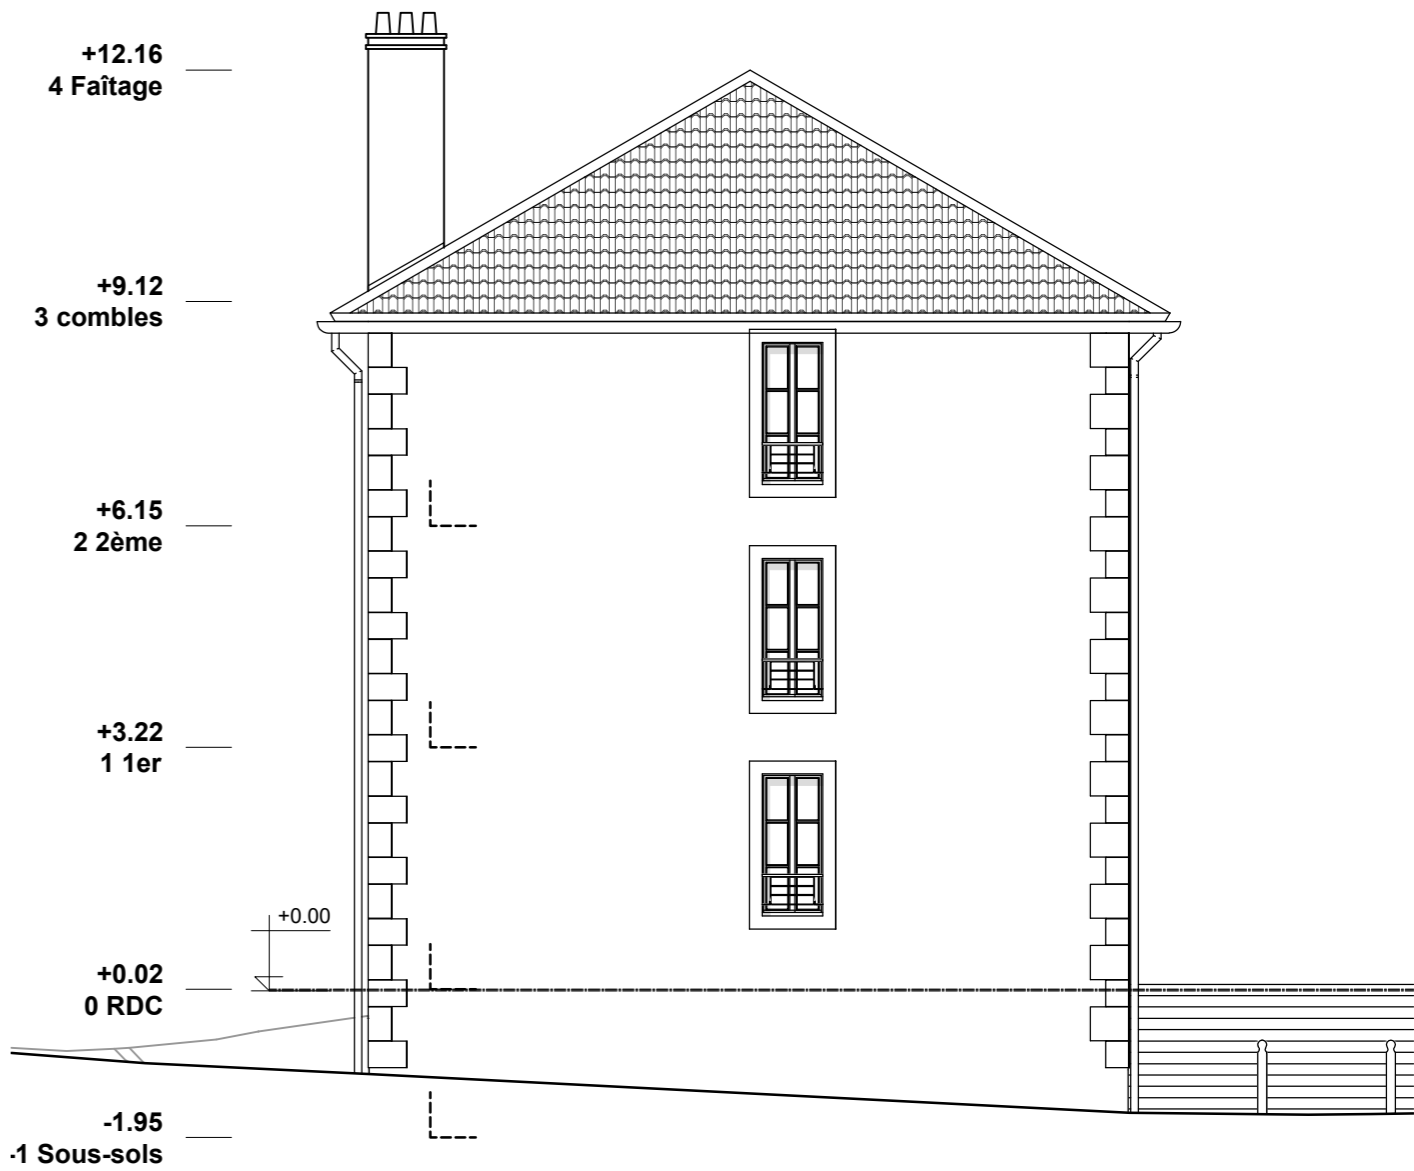 +12.16
4 Faîtage
+9.12
3 combles
+6.15
2 2ème
+3.22
1 1er
+0.00
+0.02
0 RDC
-1.95
-1 Sous-sols